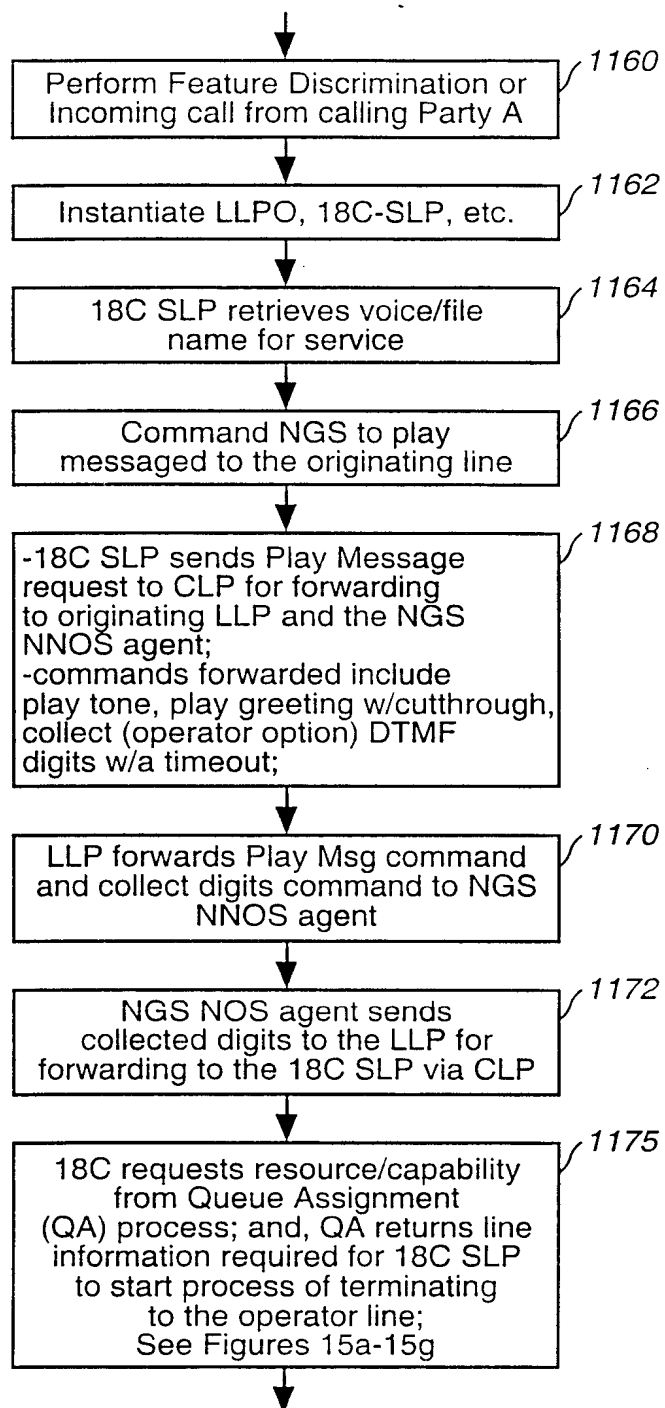 1160
Perform Feature Discrimination or
Incoming call from calling Party A
1162
Instantiate LLPO, 18C-SLP, etc.
1164
18C SLP retrieves voice/file
name for service
1166
Command NGS to play
messaged to the originating line
1168
-18C SLP sends Play Message
request to CLP for forwarding
to originating LLP and the NGS
NNOS agent;
-commands forwarded include
play tone, play greeting w/cutthrough,
collect (operator option) DTMF
digits w/a timeout;
1170
LLP forwards Play Msg command
and collect digits command to NGS
NNOS agent
1172
NGS NOS agent sends
collected digits to the LLP for
forwarding to the 18C SLP via CLP
1175
18C requests resource/capability
from Queue Assignment
(QA) process; and, QA returns line
information required for 18C SLP
to start process of terminating
to the operator line;
See Figures 15a-15g